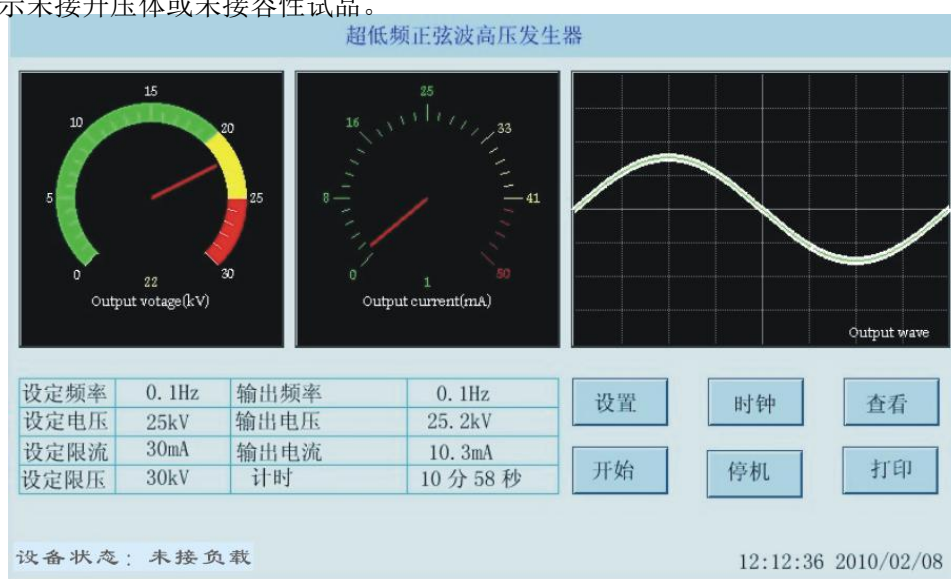 示未接升压体或未接容性试品。
超低频正弦波高压发生器
15
10
20
5
25
0
22
30
Output votage(kV)
25
16
33
8
41
0
1
50
Output current(mA)
Output wave
设定频率 0.1Hz 输出频率 0.1Hz
设定电压 25kV 输出电压 25.2kV
设定限流 30mA 输出电流 10.3mA
设定限压 30kV 计时 10分58秒
设置 时钟 查看
开始 停机 打印
设备状态：未接负载
12:12:36 2010/02/08